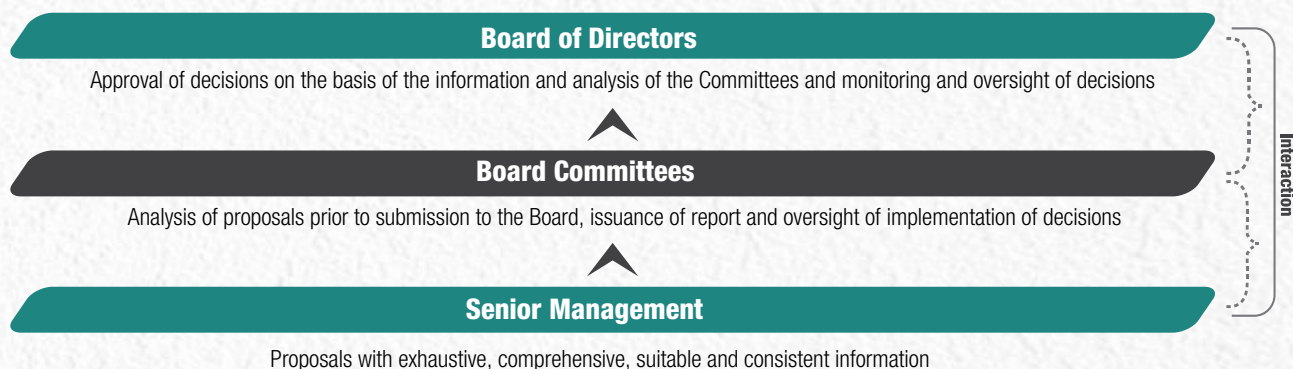 Board of Directors
Approval of decisions on the basis of the information and analysis of the Committees and monitoring and oversight of decisions
Board Committees
Analysis of proposals prior to submission to the Board, issuance of report and oversight of implementation of decisions
Senior Management
Proposals with exhaustive, comprehensive, suitable and consistent information
Interaction